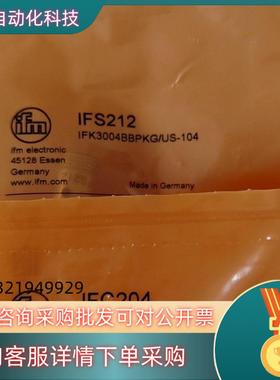 自动化科技
ifm
ifm electronic
45128 Essen
Germany
www.ifm.com
IFS212
IFK3004BBPKG/US-104
Made in Germany
821949929
ifm
IFC204
咨询采购批发可对公开票
客服详情下单采购